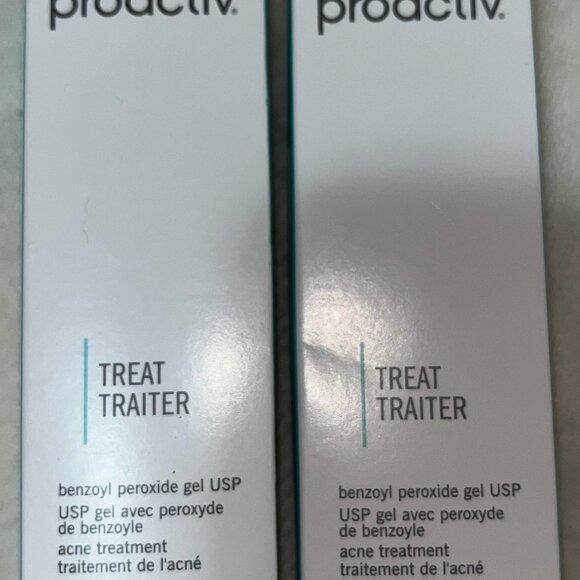 proactiv®
TREAT
TRAITER
benzoyl peroxide gel USP
USP gel avec peroxyde
de benzoyle
acne treatment
traitement de l'acné
proactiv®
TREAT
TRAITER
benzoyl peroxide gel USP
USP gel avec peroxyde
de benzoyle
acne treatment
traitement de l'acné